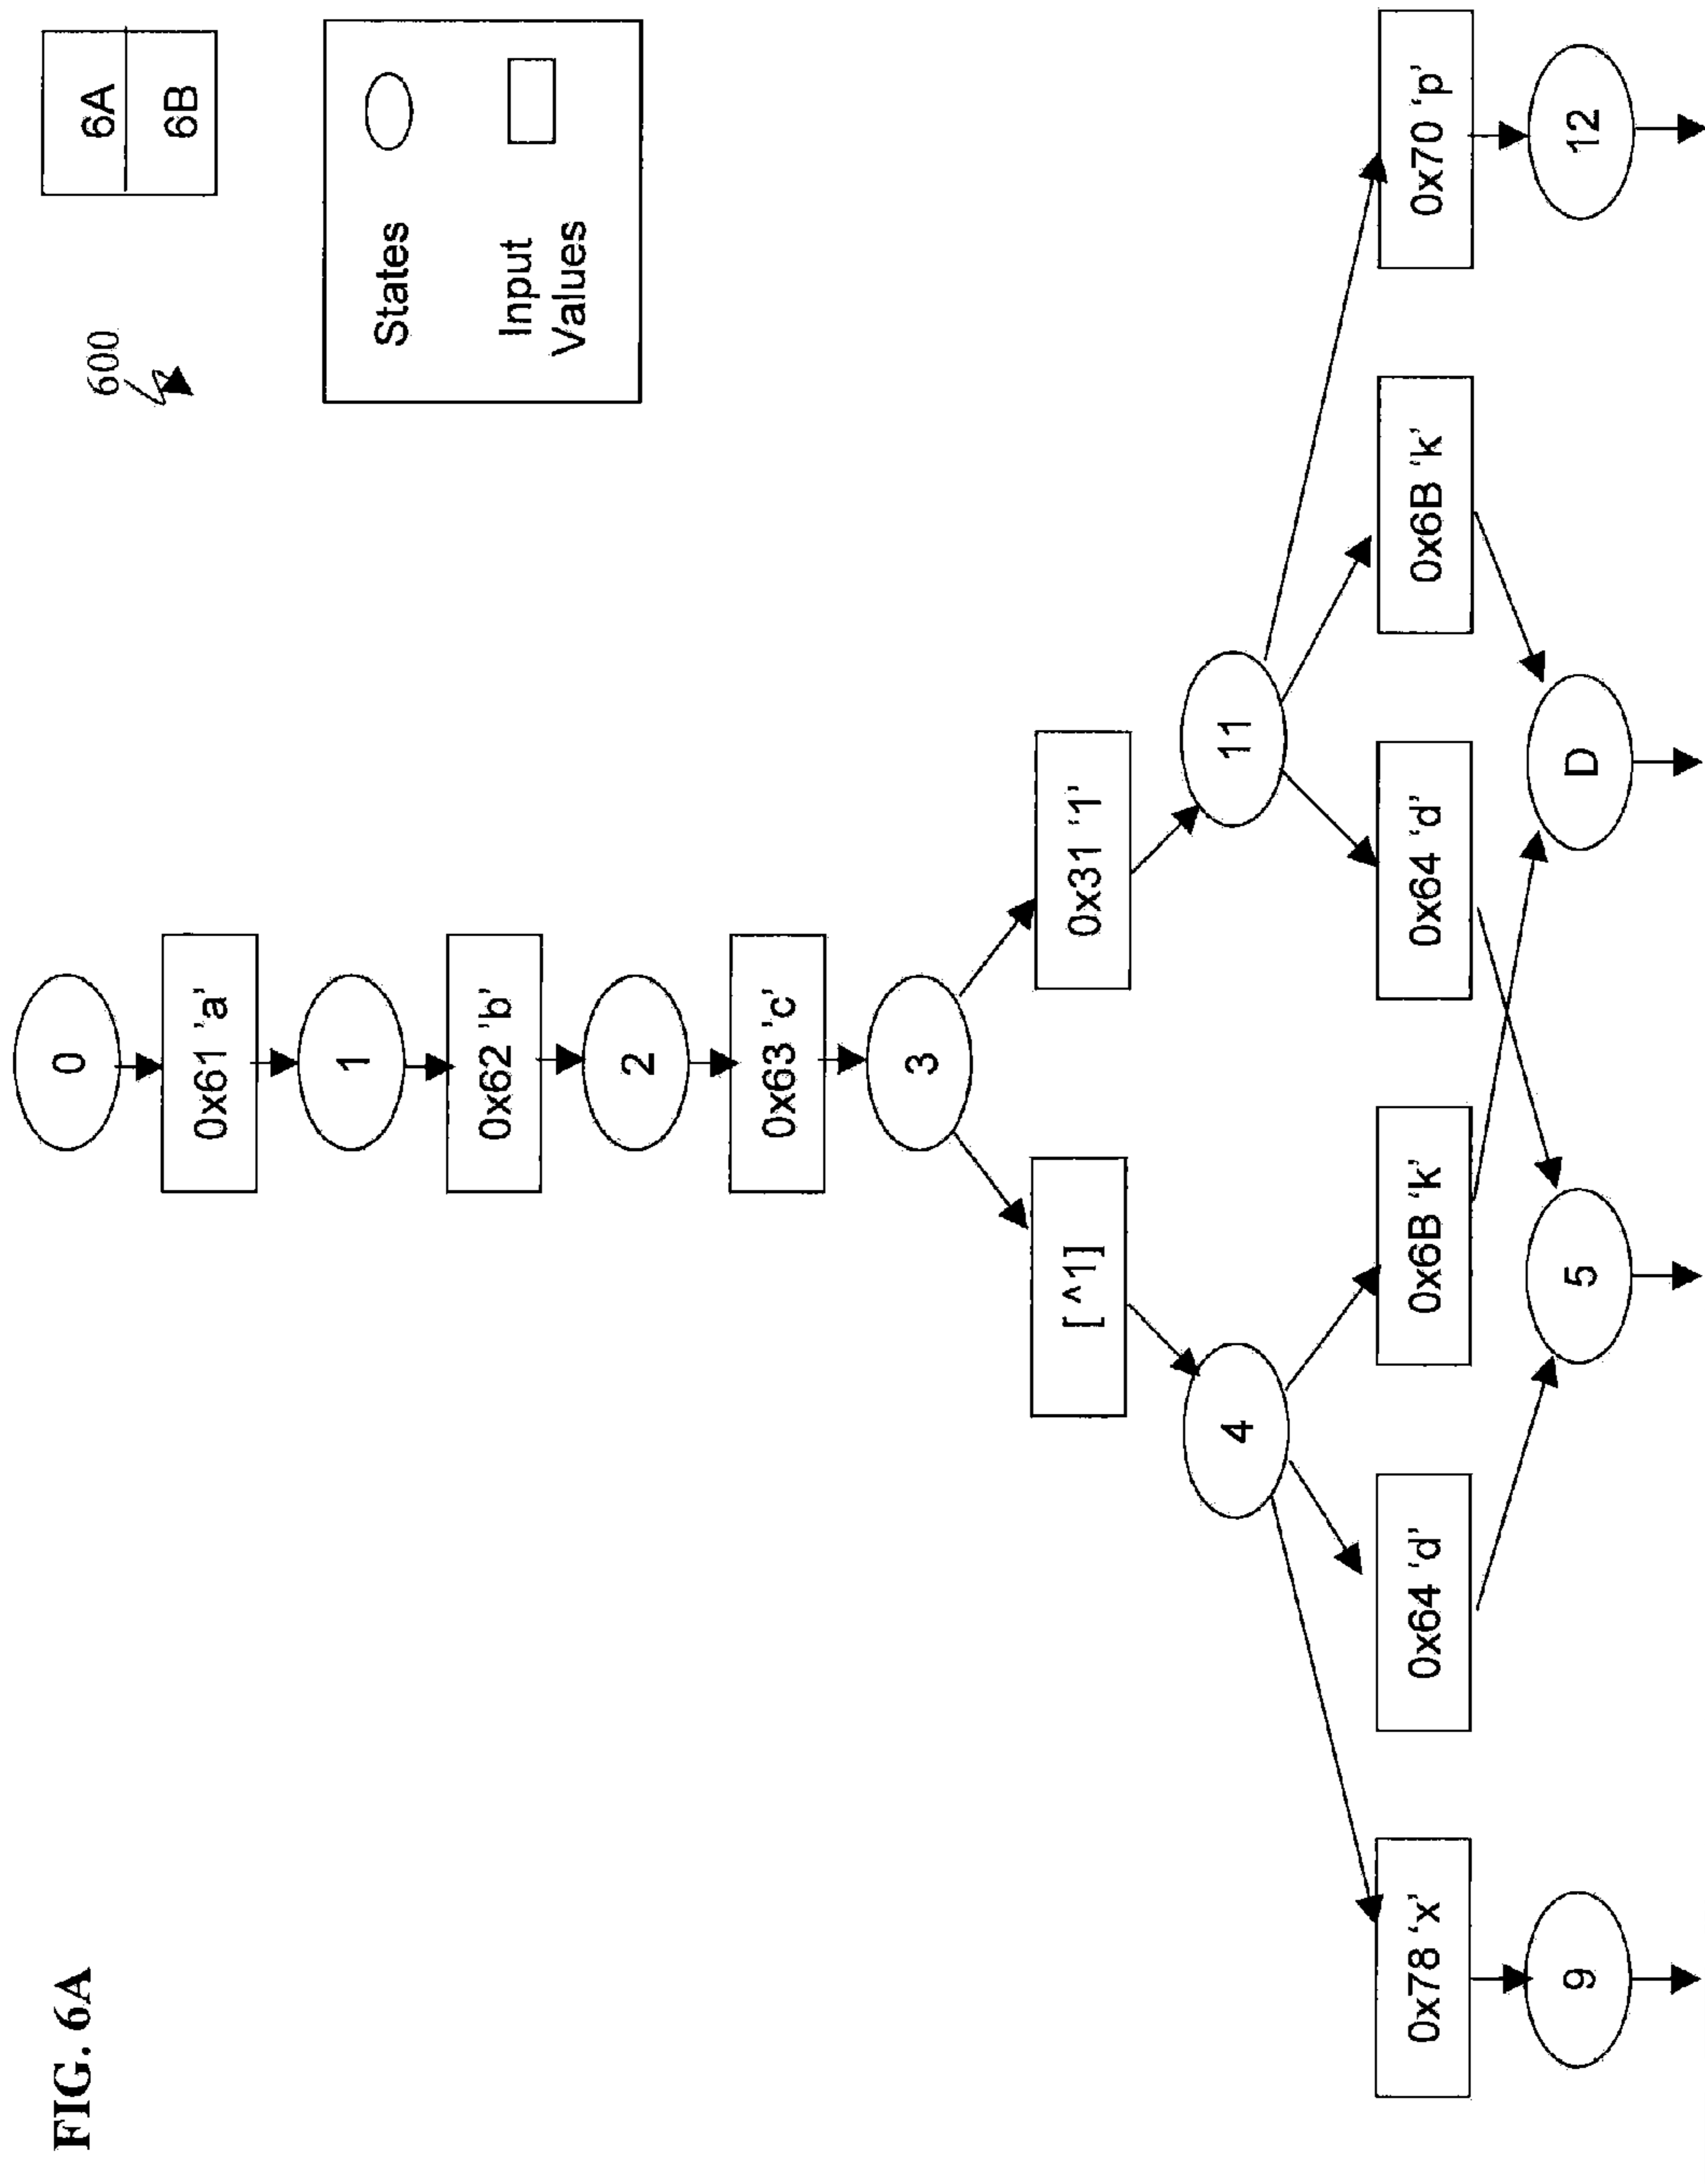 FIG. 6A
600
6A
6B
States
Input
Values
0
0x61 'a'
1
0x62 'b'
2
0x63 'c'
3
[ ^1]
0x31 '1'
4
11
0x78 'x'
0x64 'd'
0x6B 'k'
0x64 'd'
0x6B 'k'
0x70 'p'
9
5
D
12